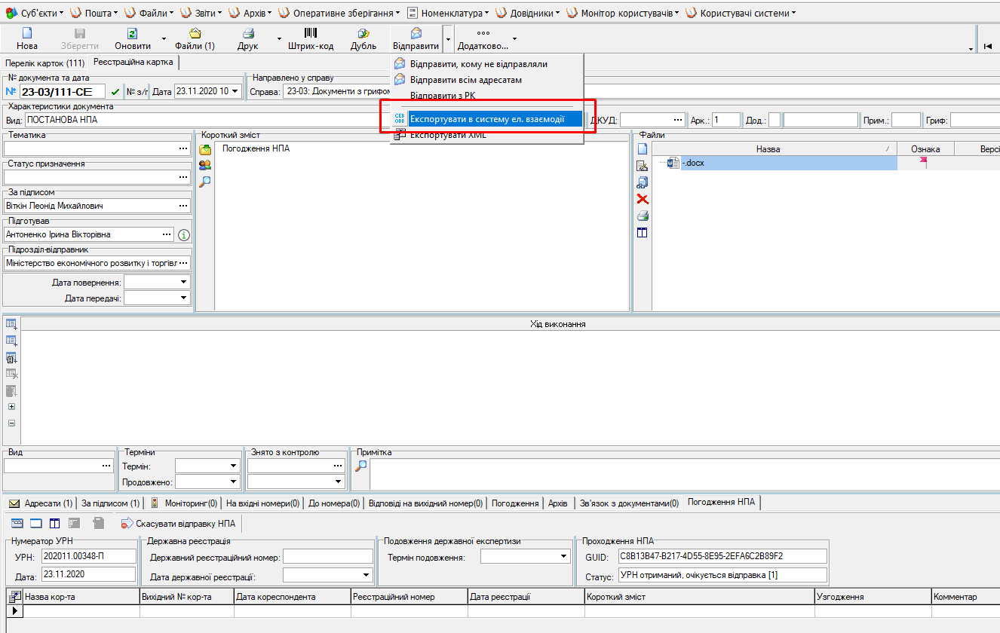 Суб'єкти Пошта Файли Звіти Архів Оперативне зберігання Номенклатура Довідники Монітор користувачів Користувачі системи
Нова Зберегти Оновити Файли (1) Друк Штрих-код Дубль Відправити Додатково...
Перелік карток (111) Реєстраційна картка
Відправити, кому не відправляли
Відправити всім адресатам
Відправити з РК
СЕВ ОВВ Експортувати в систему ел. взаємодії
Експортувати XML
№ документа та дата Направлено у справу
№ 23-03/111-СЕ № з/г Дата 23.11.2020 10 Справа: 23-03: Документи з грифом
Характеристики документа
Вид: ПОСТАНОВА НПА ДКУД: Арк.: 1 Дод.: Прим.: Гриф:
Тематика Короткий зміст Файли
Погодження НПА Назва Ознака Версі
Статус призначення -.docx
За підписом
Віткін Леонід Михайлович
Підготував
Антоненко Ірина Вікторівна
Підрозділ-відправник
Міністерство економічного розвитку і торгівл
Дата повернення:
Дата передачі:
Хід виконання
Вид Терміни Знято з контролю Примітка
Термін:
Продовжено:
Адресати (1) За підписом (1) Моніторинг(0) На вхідні номери(0) До номера(0) Відповіді на вихідний номер(0) Погодження Архів Зв'язок з документами(0) Погодження НПА
Скасувати відправку НПА
Нумератор УРН Державна реєстрація Подовження державної експертизи Проходження НПА
УРН: 202011.00348-П Державний реєстраційний номер: Термін подовження: GUID: C8B13B47-B217-4D55-8E95-2EFA6C2B89F2
Дата: 23.11.2020 Дата державної реєстрації: Статус: УРН отриманий, очікується відправка [1]
Назва кор-та Вихідний № кор-та Дата кореспондента Реєстраційний номер Дата реєстрації Короткий зміст Узгодження Комментар